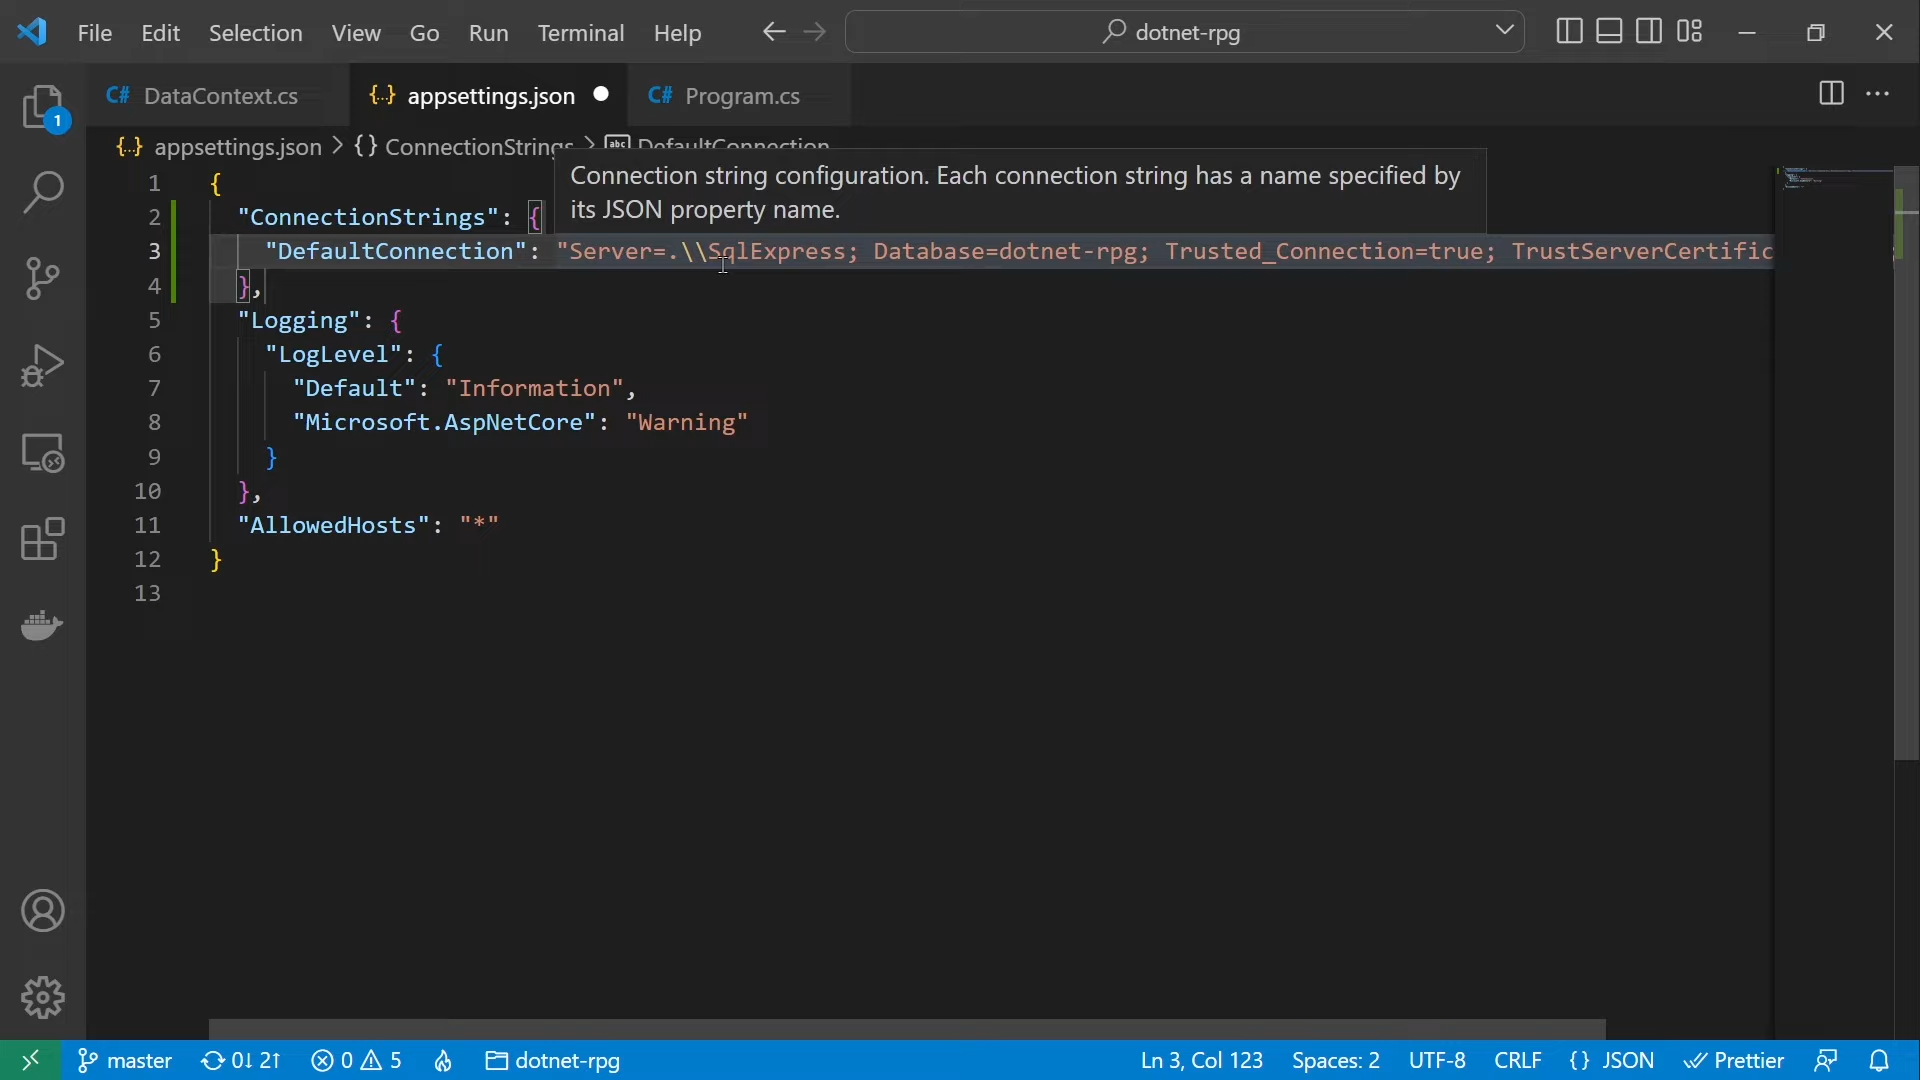 File Edit Selection View Go Run Terminal Help dotnet-rpg
1
C# DataContext.cs {..} appsettings.json C# Program.cs
{..} appsettings.json > {} ConnectionStrings > abc DefaultConnection
Connection string configuration. Each connection string has a name specified by
its JSON property name.
1 {
2 "ConnectionStrings": {
3 "DefaultConnection": "Server=.\\SqlExpress; Database=dotnet-rpg; Trusted_Connection=true; TrustServerCertific
4 },
5 "Logging": {
6 "LogLevel": {
7 "Default": "Information",
8 "Microsoft.AspNetCore": "Warning"
9 }
10 },
11 "AllowedHosts": "*"
12 }
13
master 0↓ 2↑ 0 5 dotnet-rpg Ln 3, Col 123 Spaces: 2 UTF-8 CRLF {} JSON Prettier